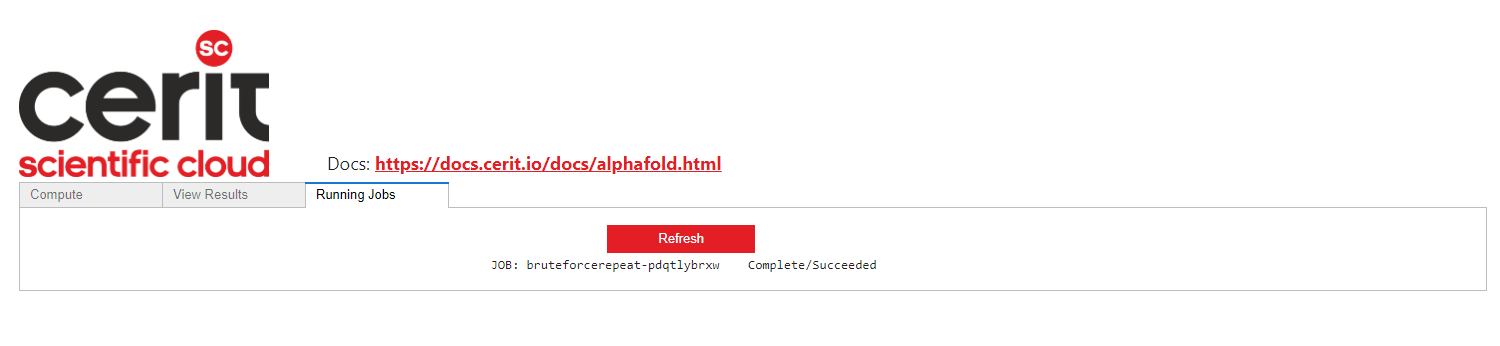 sc
cerit
scientific cloud
Docs: https://docs.cerit.io/docs/alphafold.html
Compute View Results Running Jobs
Refresh
JOB: bruteforcerepeat-pdqtlybrxw Complete/Succeeded